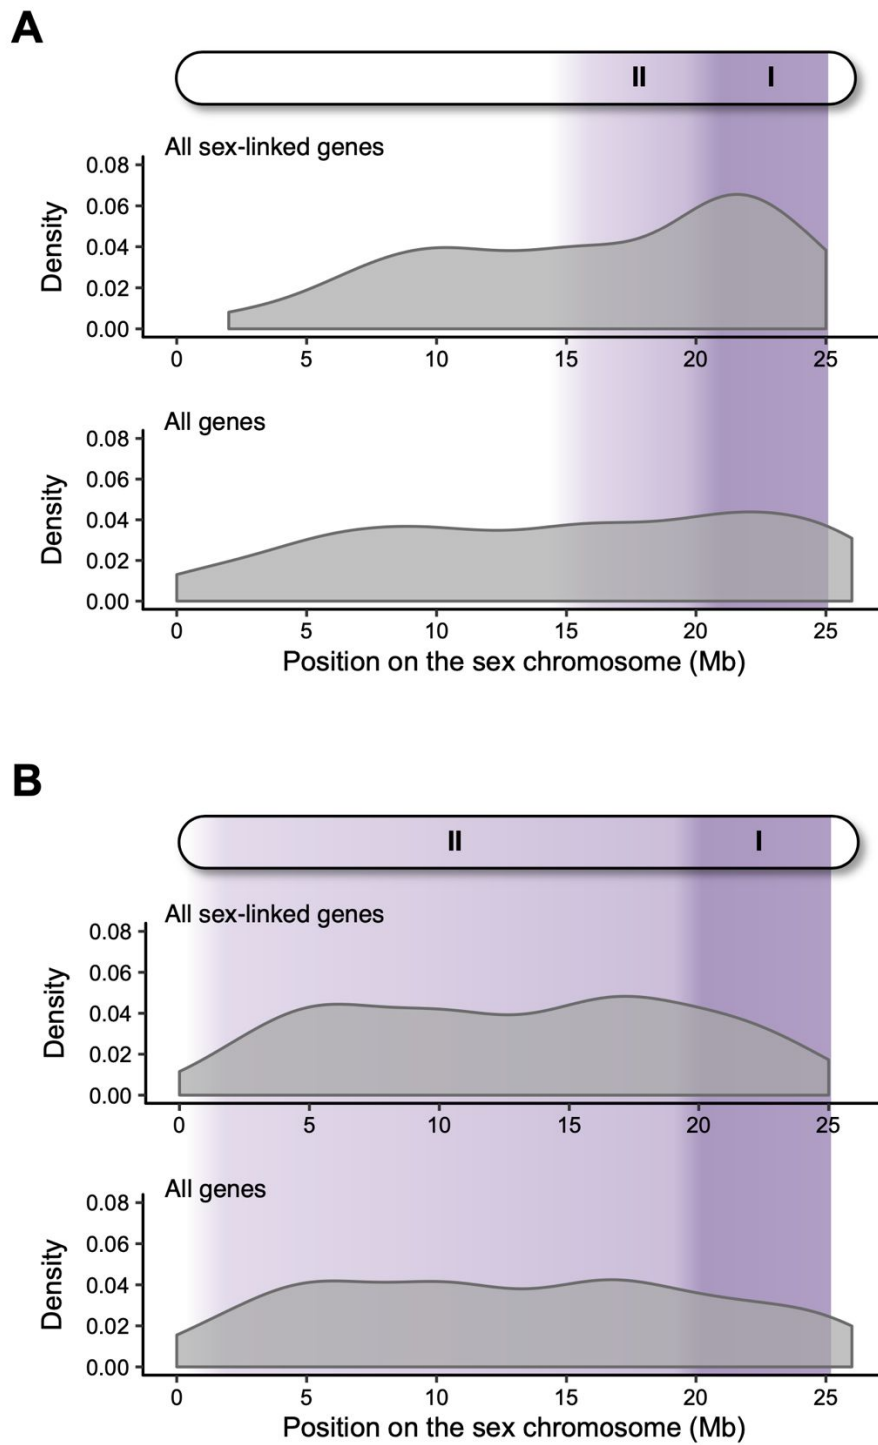 A
II I
All sex-linked genes
Density
0.08
0.06
0.04
0.02
0.00
0 5 10 15 20 25
All genes
Density
0.08
0.06
0.04
0.02
0.00
0 5 10 15 20 25
Position on the sex chromosome (Mb)
B
II I
All sex-linked genes
Density
0.08
0.06
0.04
0.02
0.00
0 5 10 15 20 25
All genes
Density
0.08
0.06
0.04
0.02
0.00
0 5 10 15 20 25
Position on the sex chromosome (Mb)